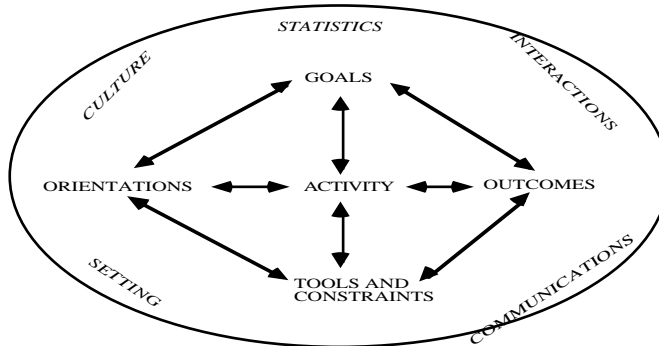 STATISTICS
CULTURE
INTERACTIONS
GOALS
ORIENTATIONS
ACTIVITY
OUTCOMES
SETTING
TOOLS AND
CONSTRAINTS
COMMUNICATIONS